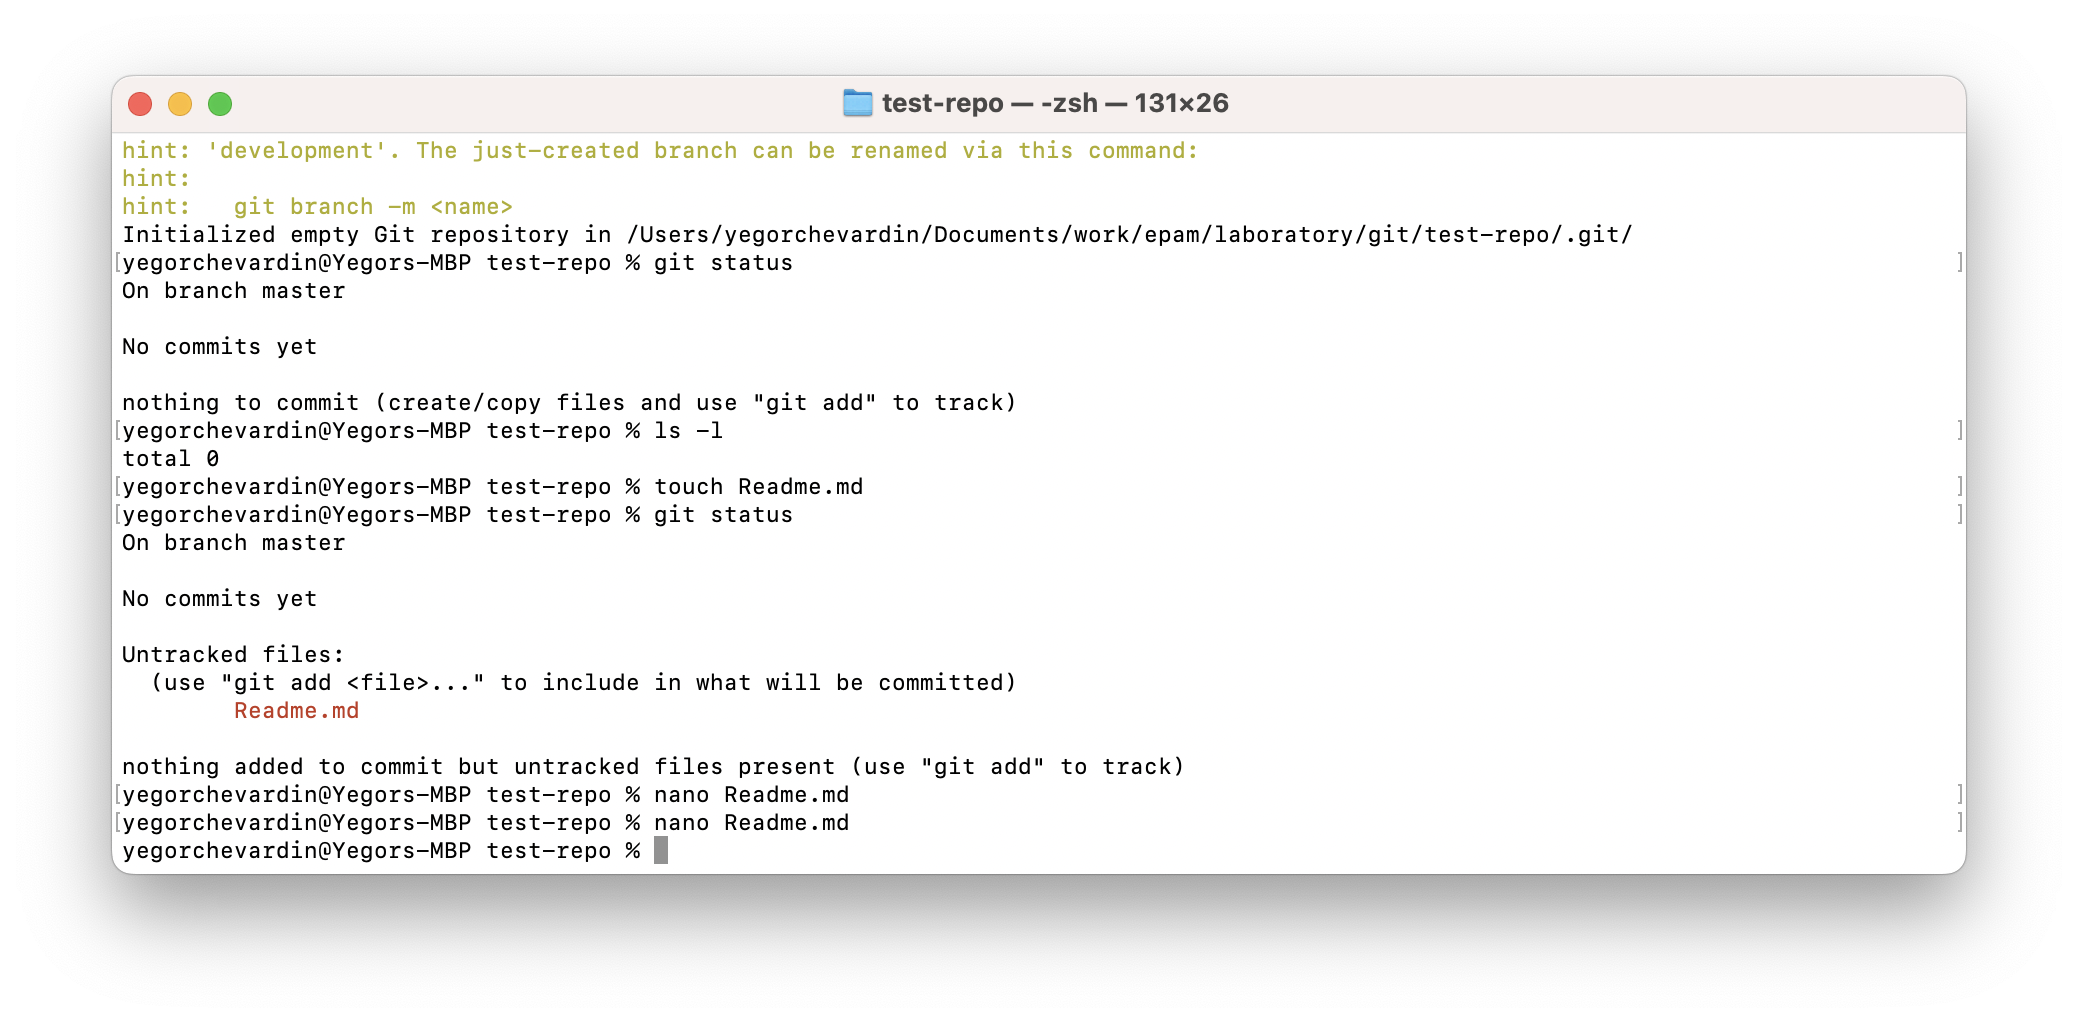 test-repo — -zsh — 131×26
hint: 'development'. The just-created branch can be renamed via this command:
hint:
hint:   git branch -m <name>
Initialized empty Git repository in /Users/yegorchevardin/Documents/work/epam/laboratory/git/test-repo/.git/
[yegorchevardin@Yegors-MBP test-repo % git status ]
On branch master

No commits yet

nothing to commit (create/copy files and use "git add" to track)
[yegorchevardin@Yegors-MBP test-repo % ls -l ]
total 0
[yegorchevardin@Yegors-MBP test-repo % touch Readme.md ]
[yegorchevardin@Yegors-MBP test-repo % git status ]
On branch master

No commits yet

Untracked files:
  (use "git add <file>..." to include in what will be committed)
        Readme.md

nothing added to commit but untracked files present (use "git add" to track)
[yegorchevardin@Yegors-MBP test-repo % nano Readme.md ]
[yegorchevardin@Yegors-MBP test-repo % nano Readme.md ]
yegorchevardin@Yegors-MBP test-repo %